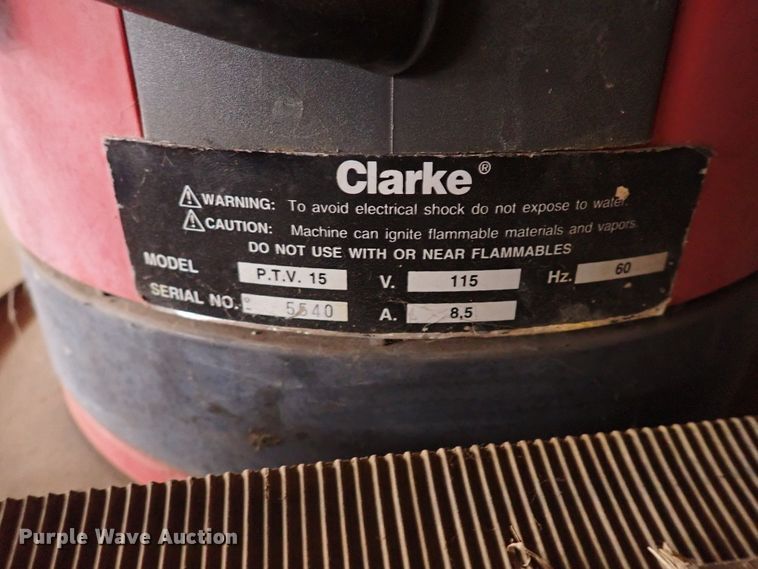 Clarke®
WARNING: To avoid electrical shock do not expose to water.
CAUTION: Machine can ignite flammable materials and vapors.
DO NOT USE WITH OR NEAR FLAMMABLES
MODEL P.T.V. 15 V. 115 Hz. 60
SERIAL NO. 5540 A. 8,5
Purple Wave Auction